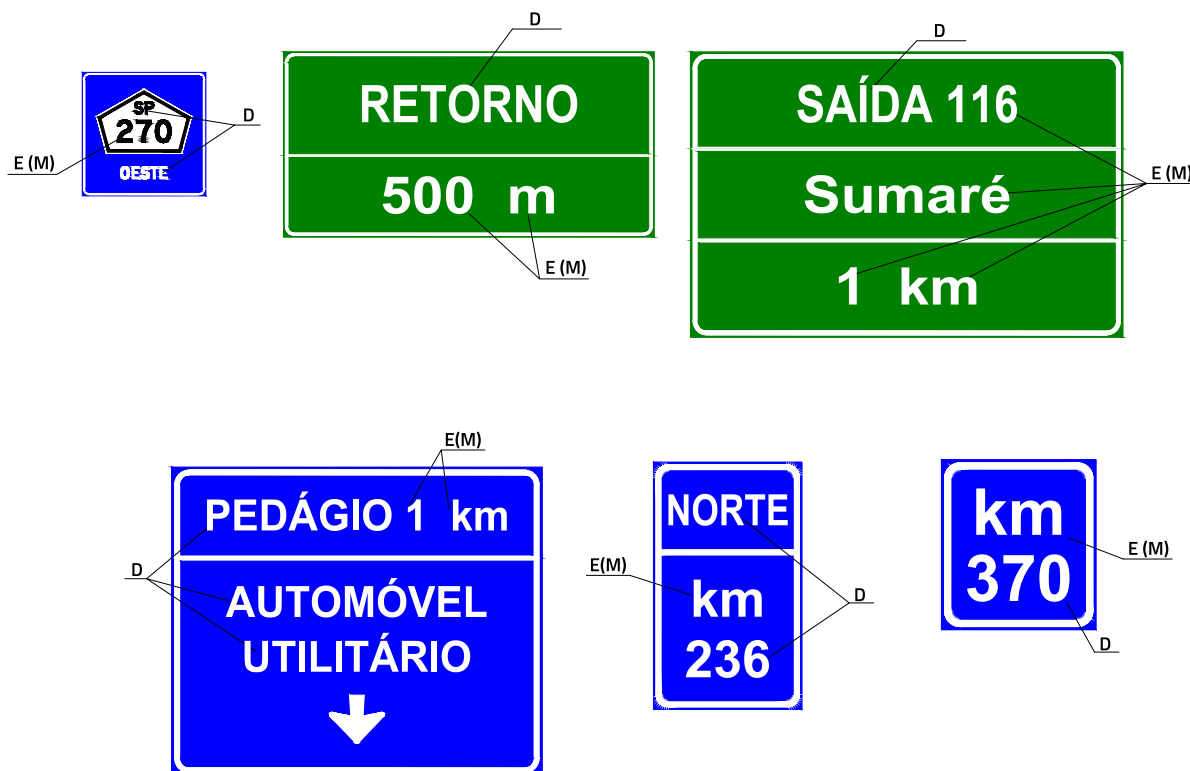 D
D
SP
270
D
E (M)
OESTE
RETORNO
500 m
E (M)
SAÍDA 116
Sumaré
1 km
E (M)
E(M)
PEDÁGIO 1 km
D
AUTOMÓVEL
UTILITÁRIO
NORTE
E(M)
km
236
D
km
370
E (M)
D